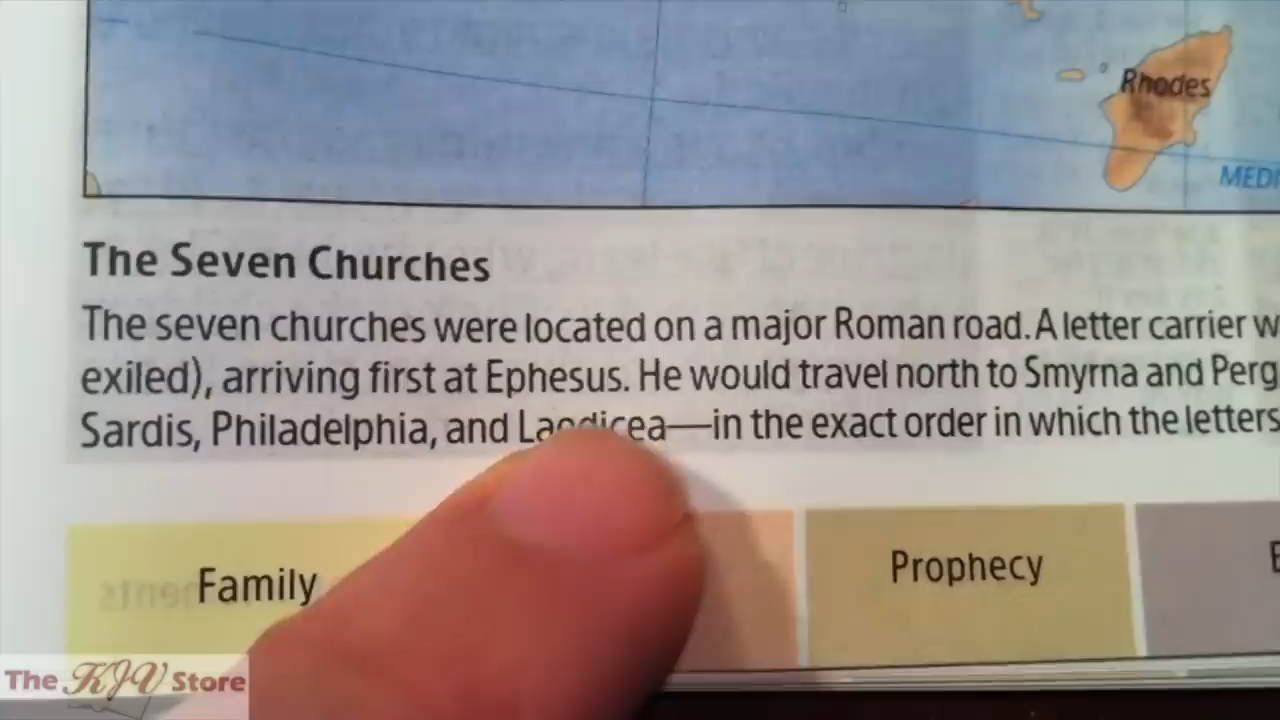 Rhodes
MEDI
The Seven Churches
The seven churches were located on a major Roman road. A letter carrier w
exiled), arriving first at Ephesus. He would travel north to Smyrna and Perg
Sardis, Philadelphia, and Laodicea—in the exact order in which the letters
Family
Prophecy
E
The KJV Store